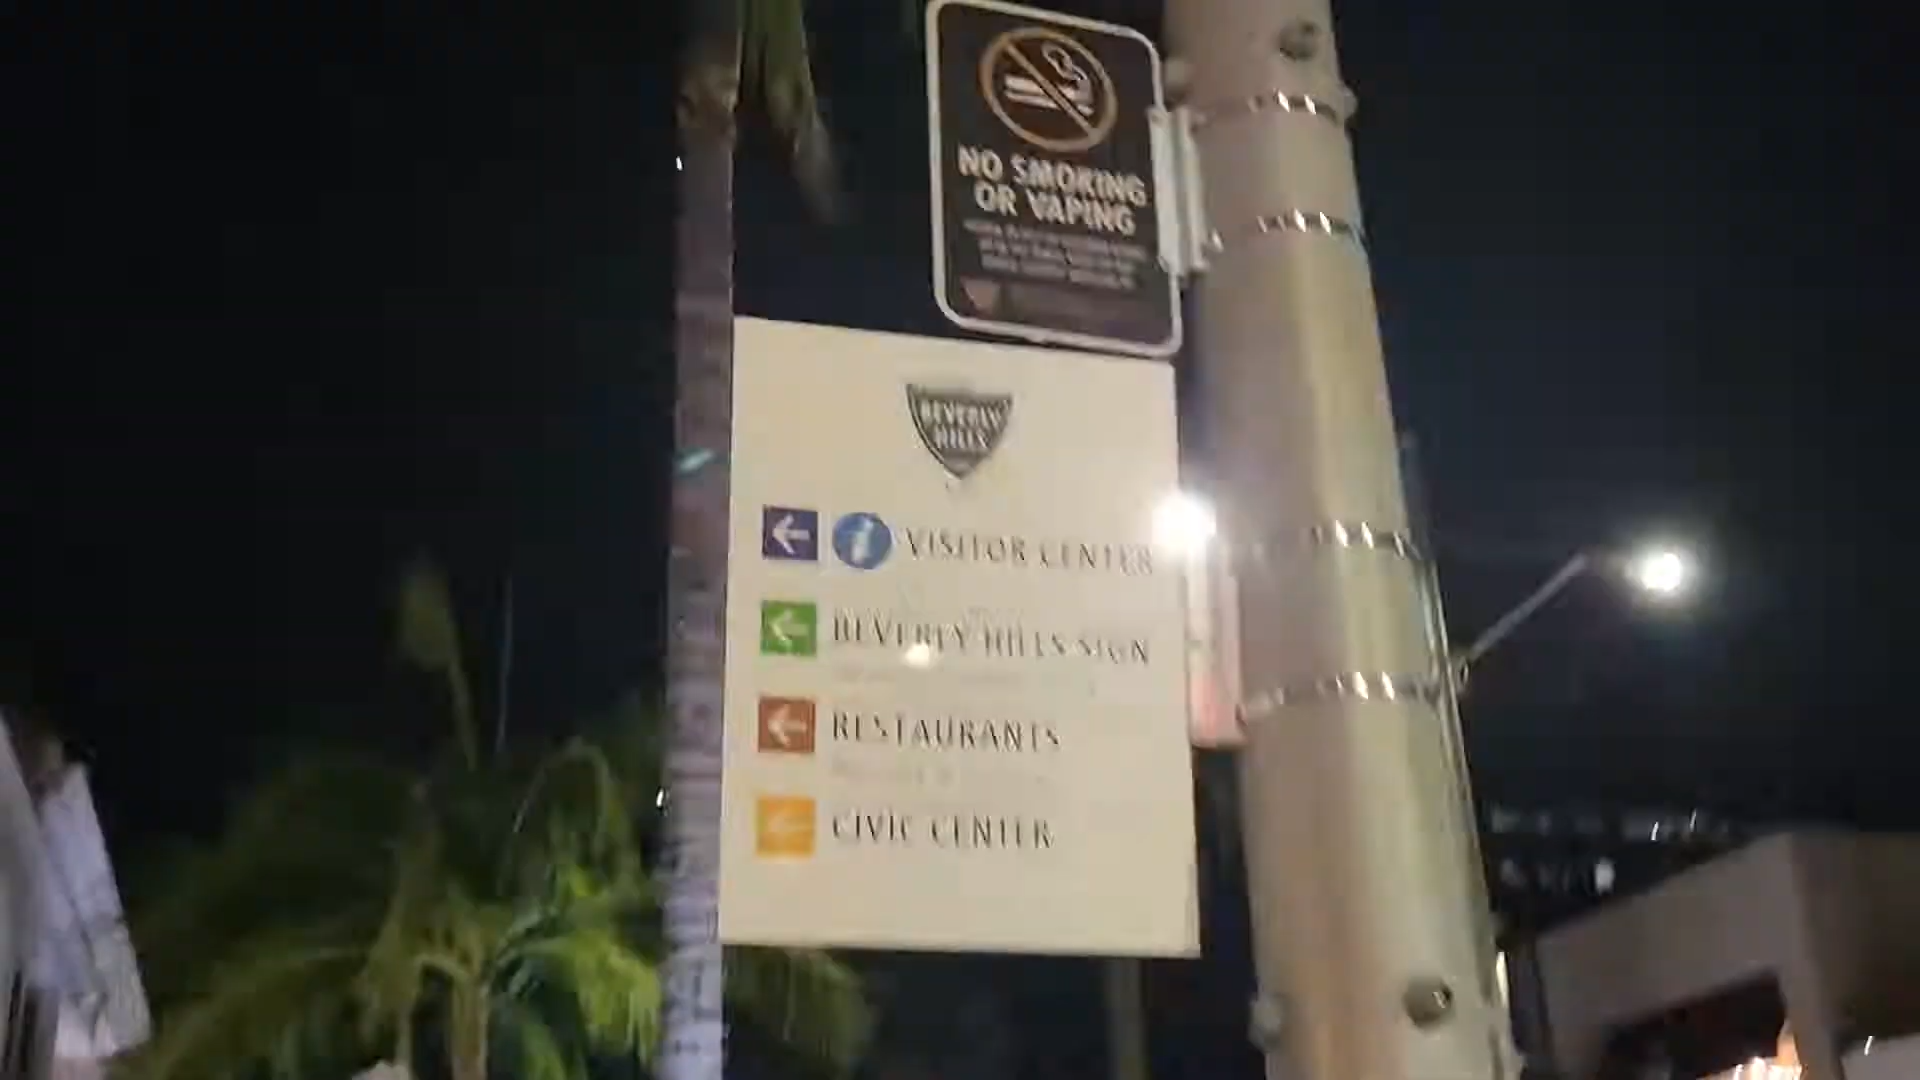 NO SMOKING
OR VAPING
BEVERLY
HILLS
VISITOR CENTER
BEVERLY HILLS SIGN
RESTAURANTS
CIVIC CENTER